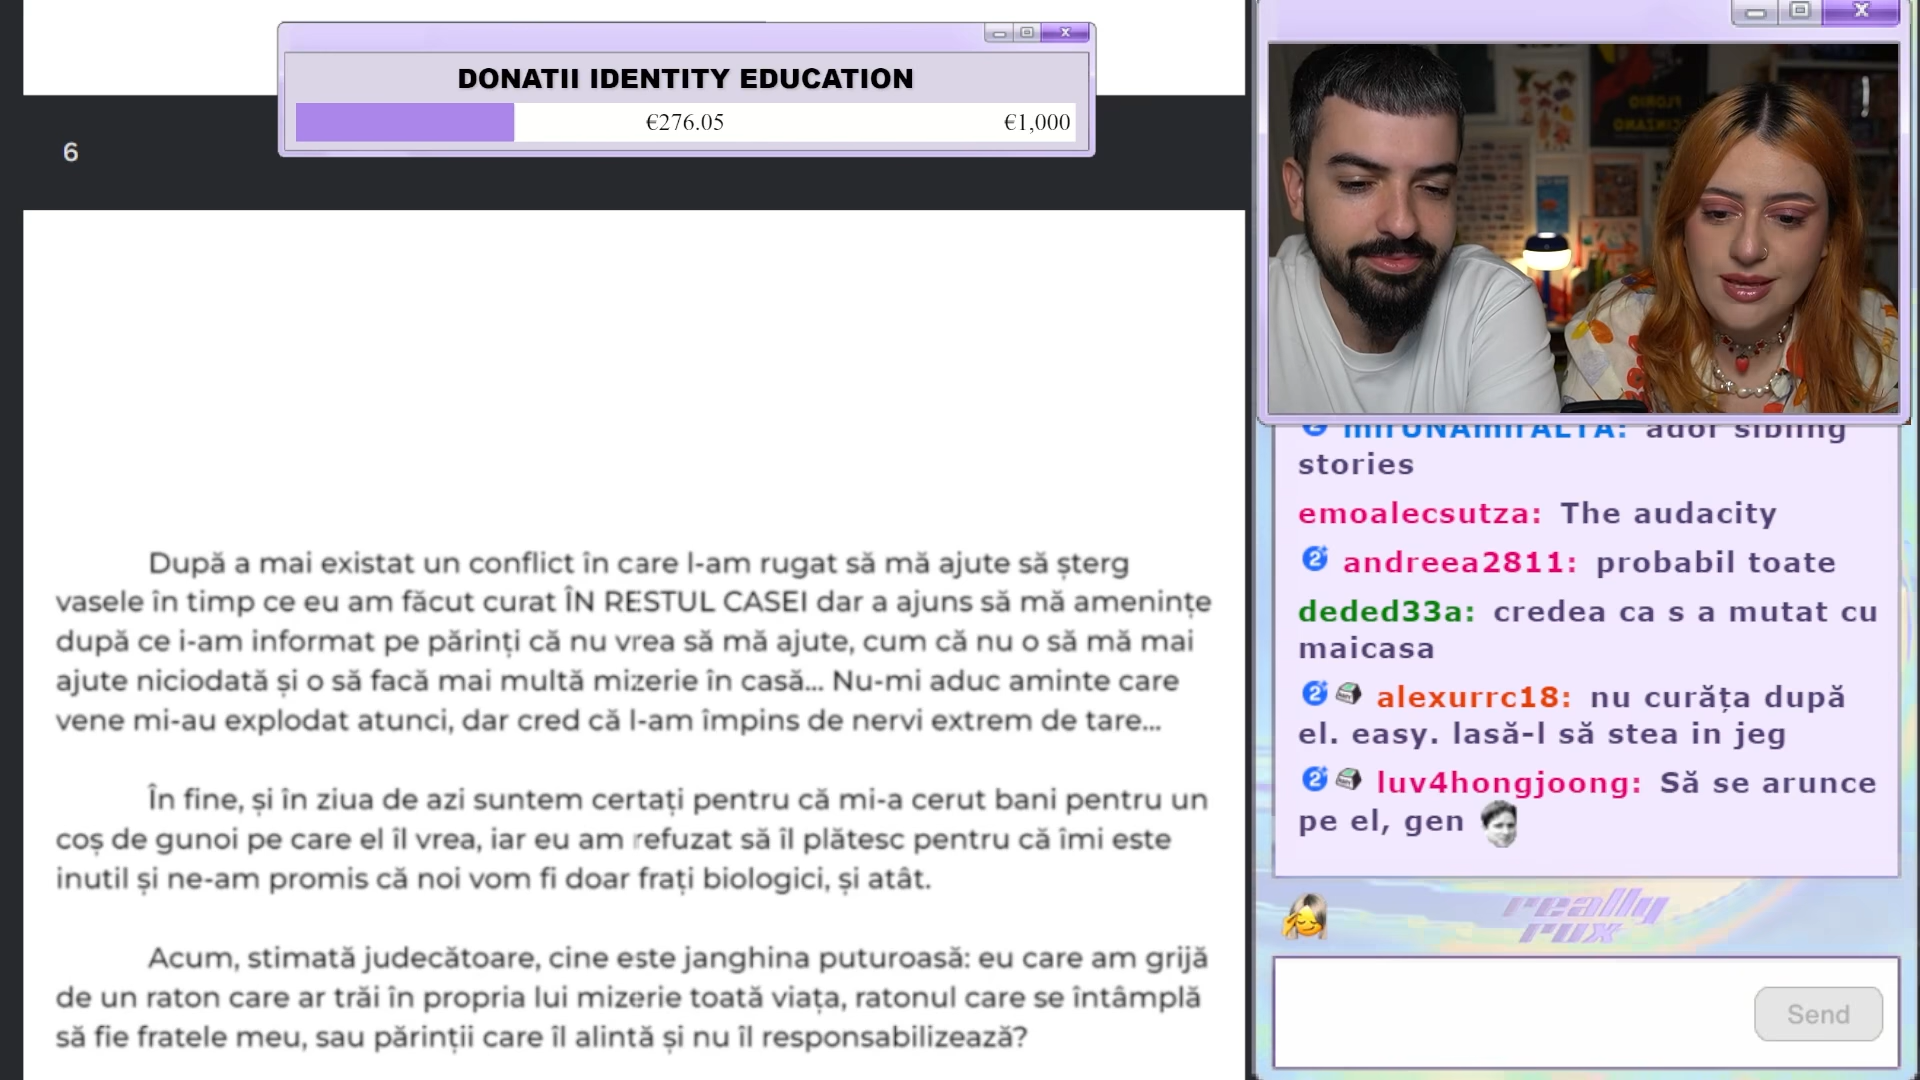 DONATII IDENTITY EDUCATION
€276.05
€1,000
6
După a mai existat un conflict în care l-am rugat să mă ajute să șterg
vasele în timp ce eu am făcut curat ÎN RESTUL CASEI dar a ajuns să mă amenințe
după ce i-am informat pe părinți că nu vrea să mă ajute, cum că nu o să mă mai
ajute niciodată și o să facă mai multă mizerie în casă... Nu-mi aduc aminte care
vene mi-au explodat atunci, dar cred că l-am împins de nervi extrem de tare...
În fine, și în ziua de azi suntem certați pentru că mi-a cerut bani pentru un
coș de gunoi pe care el îl vrea, iar eu am refuzat să îl plătesc pentru că îmi este
inutil și ne-am promis că noi vom fi doar frați biologici, și atât.
Acum, stimată judecătoare, cine este janghina puturoasă: eu care am grijă
de un raton care ar trăi în propria lui mizerie toată viața, ratonul care se întâmplă
să fie fratele meu, sau părinții care îl alintă și nu îl responsabilizează?
mirUNAmirALTA: ador sibling
stories
emoalecsutza: The audacity
andreea2811: probabil toate
deded33a: credea ca s a mutat cu
maicasa
alexurrc18: nu curăța după
el. easy. lasă-l să stea in jeg
luv4hongjoong: Să se arunce
pe el, gen
really
rux
Send